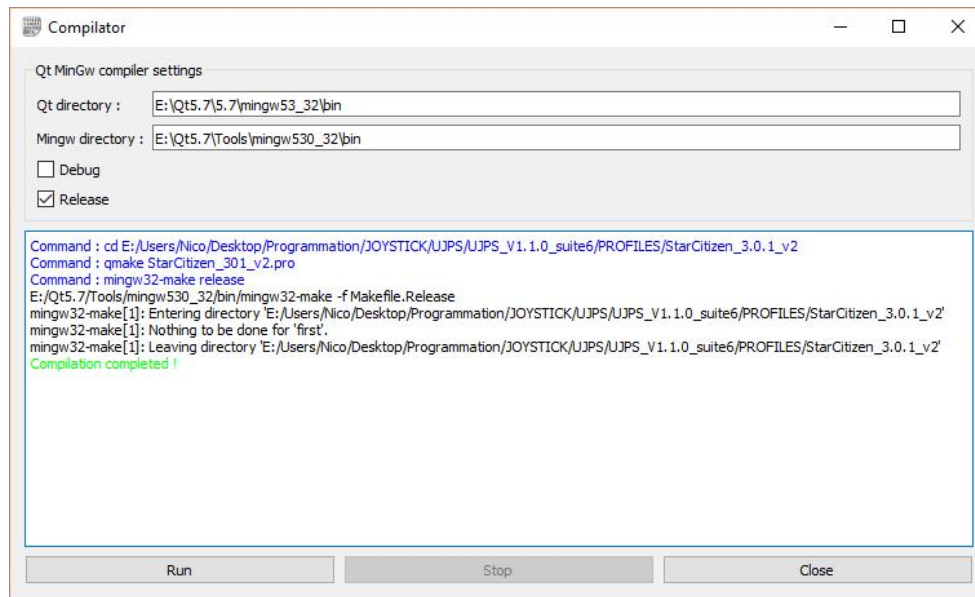 Compilator
Qt MinGw compiler settings
Qt directory : E:\Qt5.7\5.7\mingw53_32\bin
Mingw directory : E:\Qt5.7\Tools\mingw530_32\bin
Debug
Release
Command : cd E:/Users/Nico/Desktop/Programmation/JOYSTICK/UJPS/UJPS_V1.1.0_suite6/PROFILES/StarCitizen_3.0.1_v2
Command : qmake StarCitizen_301_v2.pro
Command : mingw32-make release
E:/Qt5.7/Tools/mingw530_32/bin/mingw32-make -f Makefile.Release
mingw32-make[1]: Entering directory 'E:/Users/Nico/Desktop/Programmation/JOYSTICK/UJPS/UJPS_V1.1.0_suite6/PROFILES/StarCitizen_3.0.1_v2'
mingw32-make[1]: Nothing to be done for 'first'.
mingw32-make[1]: Leaving directory 'E:/Users/Nico/Desktop/Programmation/JOYSTICK/UJPS/UJPS_V1.1.0_suite6/PROFILES/StarCitizen_3.0.1_v2'
Compilation completed !
Run Stop Close